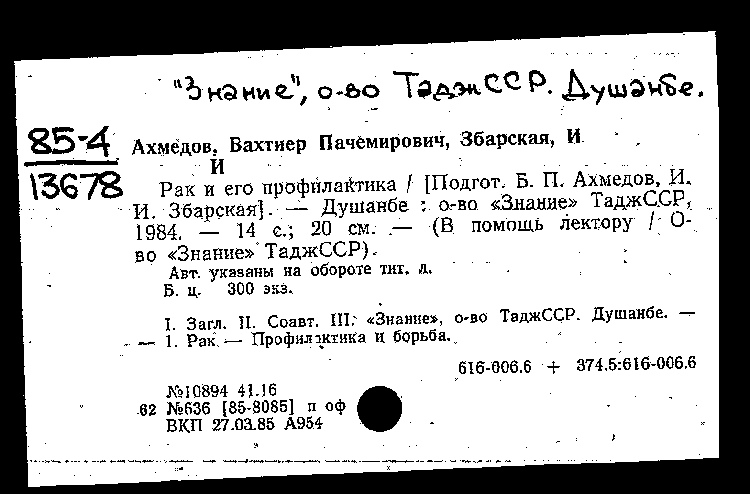 "Знание", о-во ТаджССР. Душанбе.
85-4
13678
Ахмедов, Бахтиер Пачемирович, Збарская, И
И
Рак и его профилактика / [Подгот. Б. П. Ахмедов, И.
И. Збарская]. — Душанбе : о-во «Знание» ТаджССР,
1984. — 14 с.; 20 см. — (В помощь лектору / О-
во «Знание» ТаджССР).
Авт. указаны на обороте тит. л.
Б. ц. 300 экз.
I. Загл. II. Соавт. III. «Знание», о-во ТаджССР. Душанбе. —
— 1. Рак — Профилактика и борьба.
616-006.6 + 374.5:616-006.6
№10894 41.16
62 №636 [85-8085] п оф
ВКП 27.03.85 А954